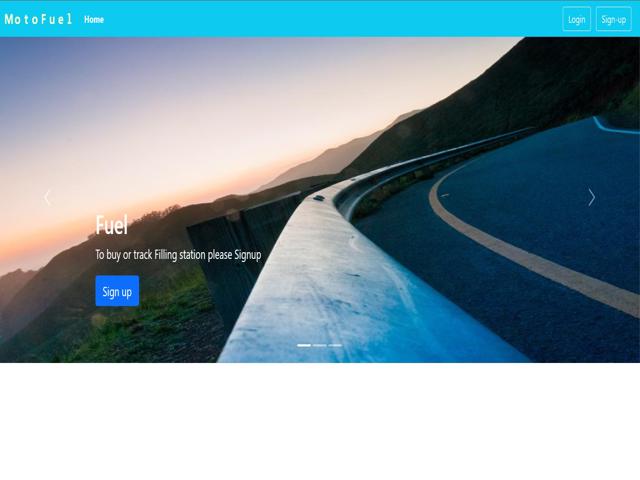 MotoFuel
Home
Login
Sign-up
Fuel
To buy or track Filling station please Signup
Sign up